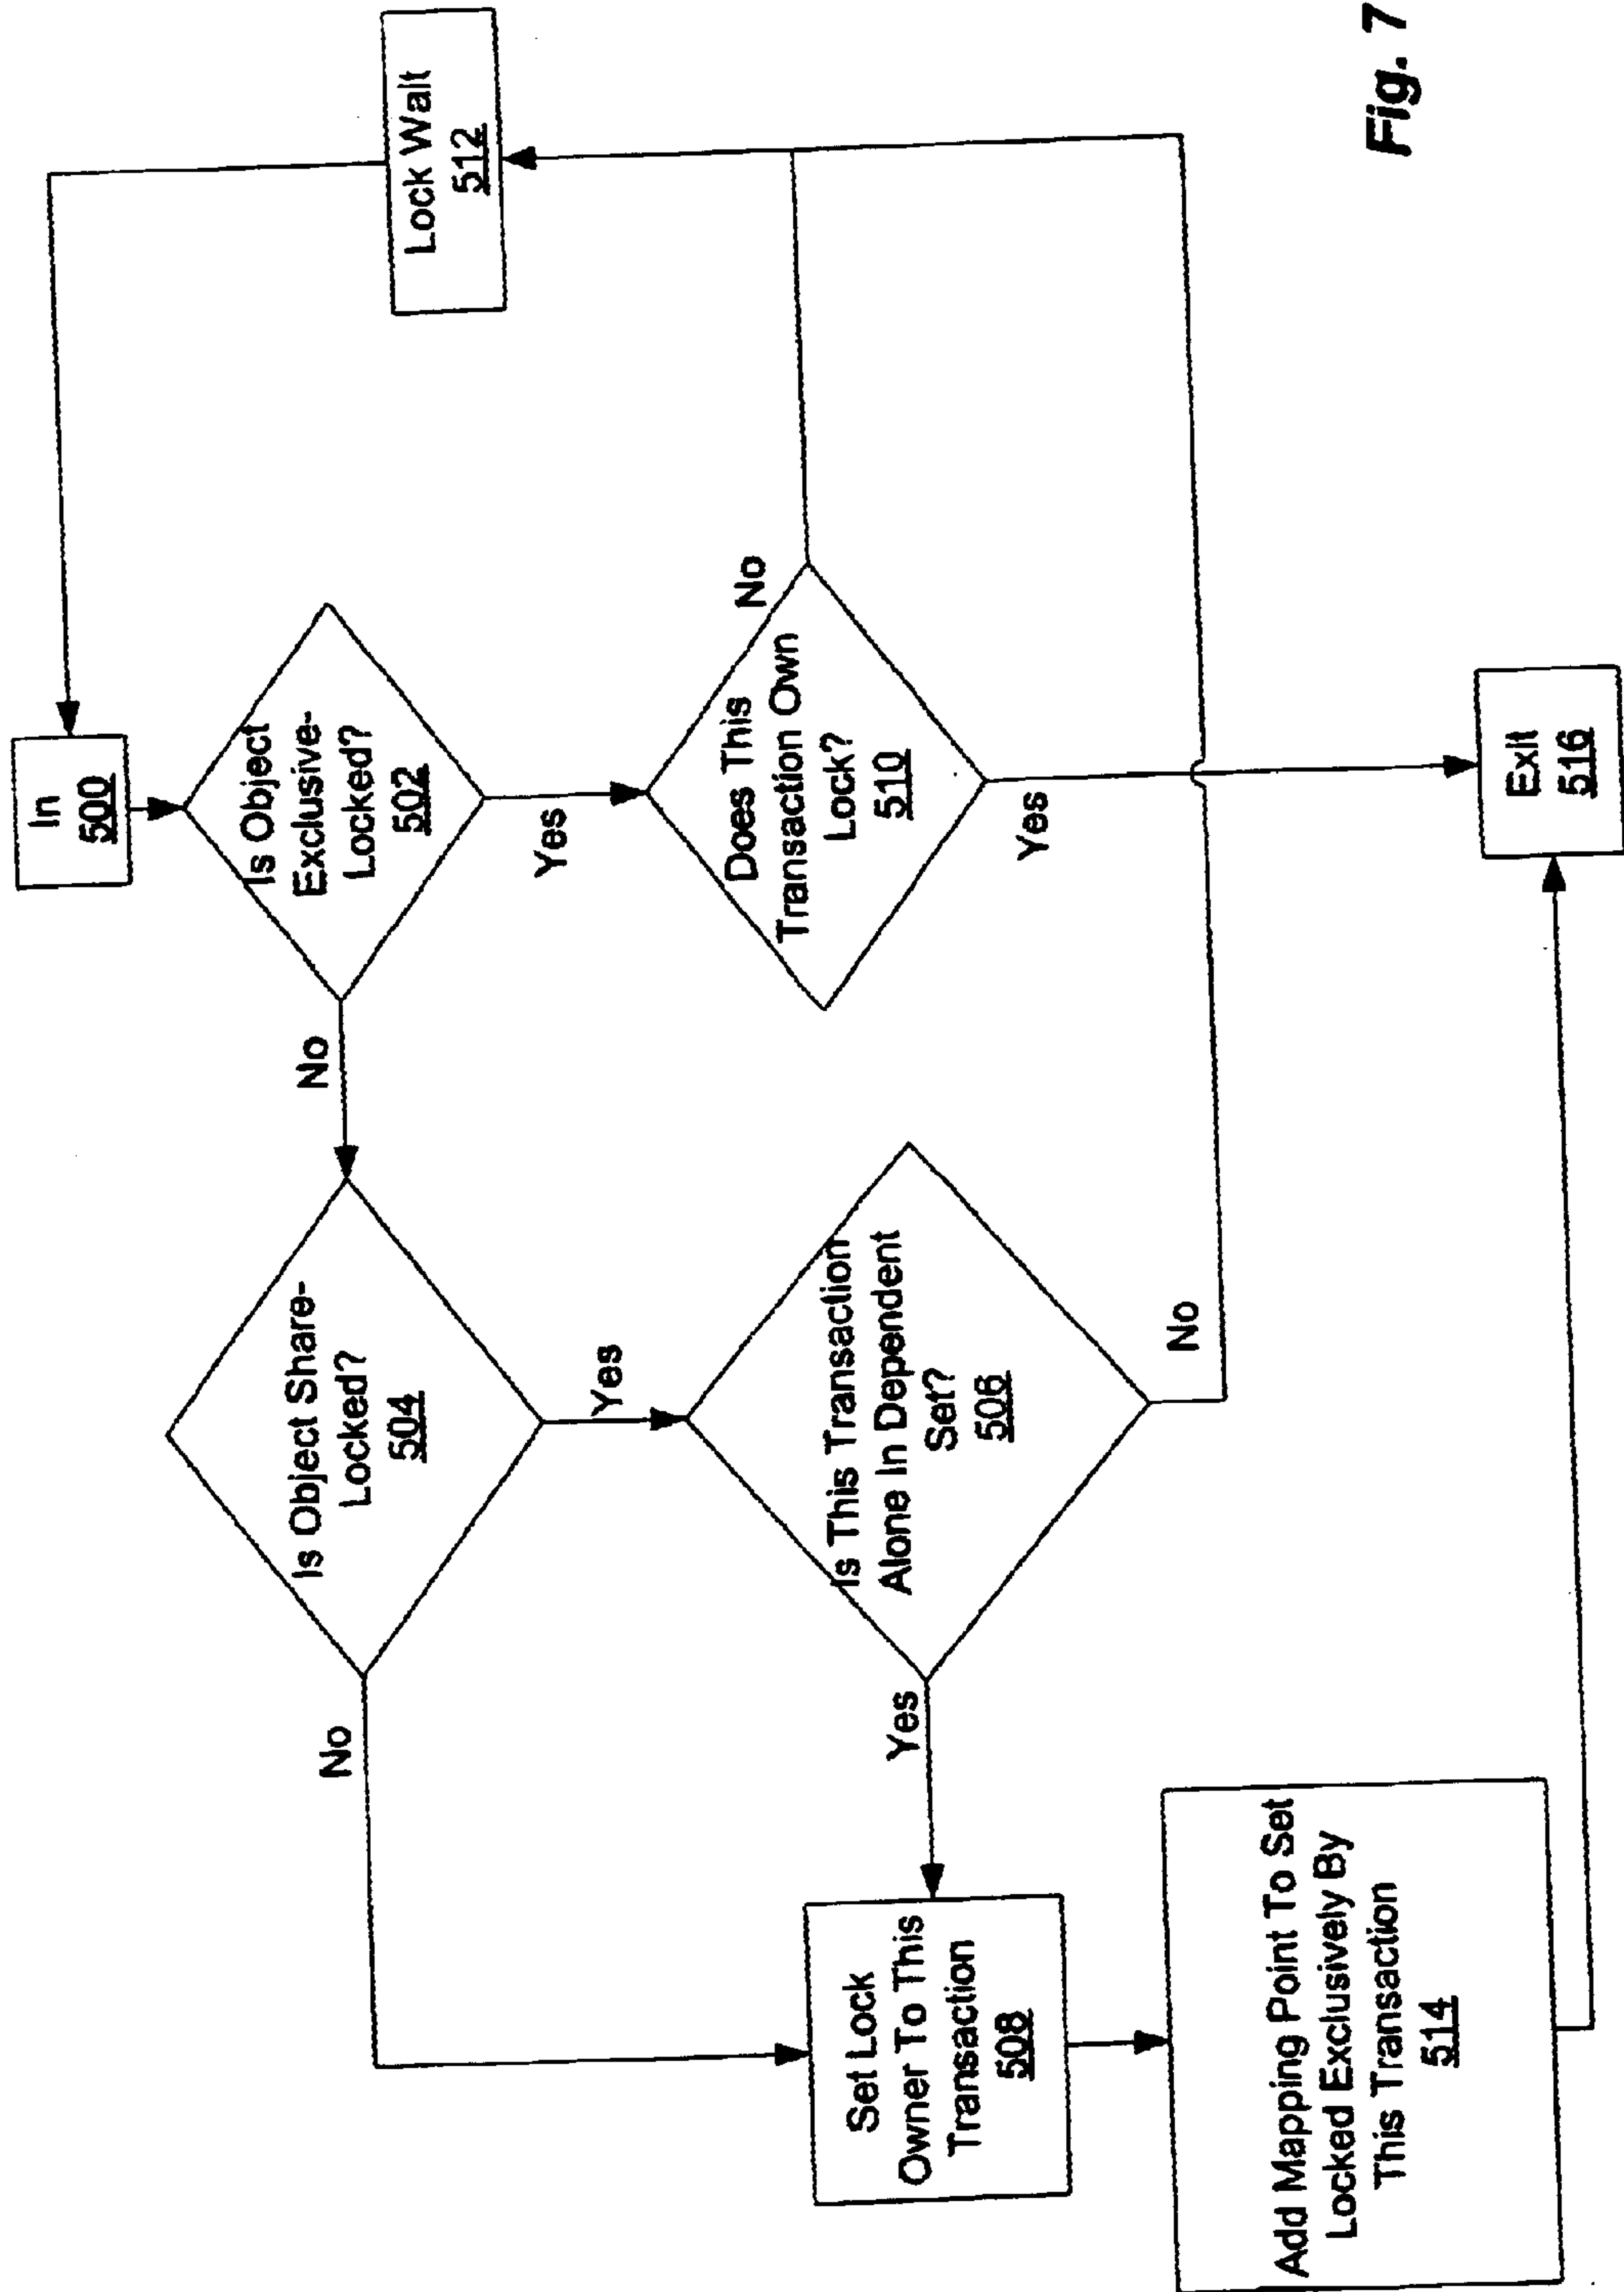 In
500
Is Object
Exclusive-
Locked?
502
No
Yes
Is Object Share-
Locked?
504
No
Yes
Does This
Transaction Own
Lock?
510
No
Yes
Lock Wait
512
Is This Transaction
Alone In Dependent
Set?
506
Yes
No
Set Lock
Owner To This
Transaction
508
Add Mapping Point To Set
Locked Exclusively By
This Transaction
514
Exit
516
Fig. 7